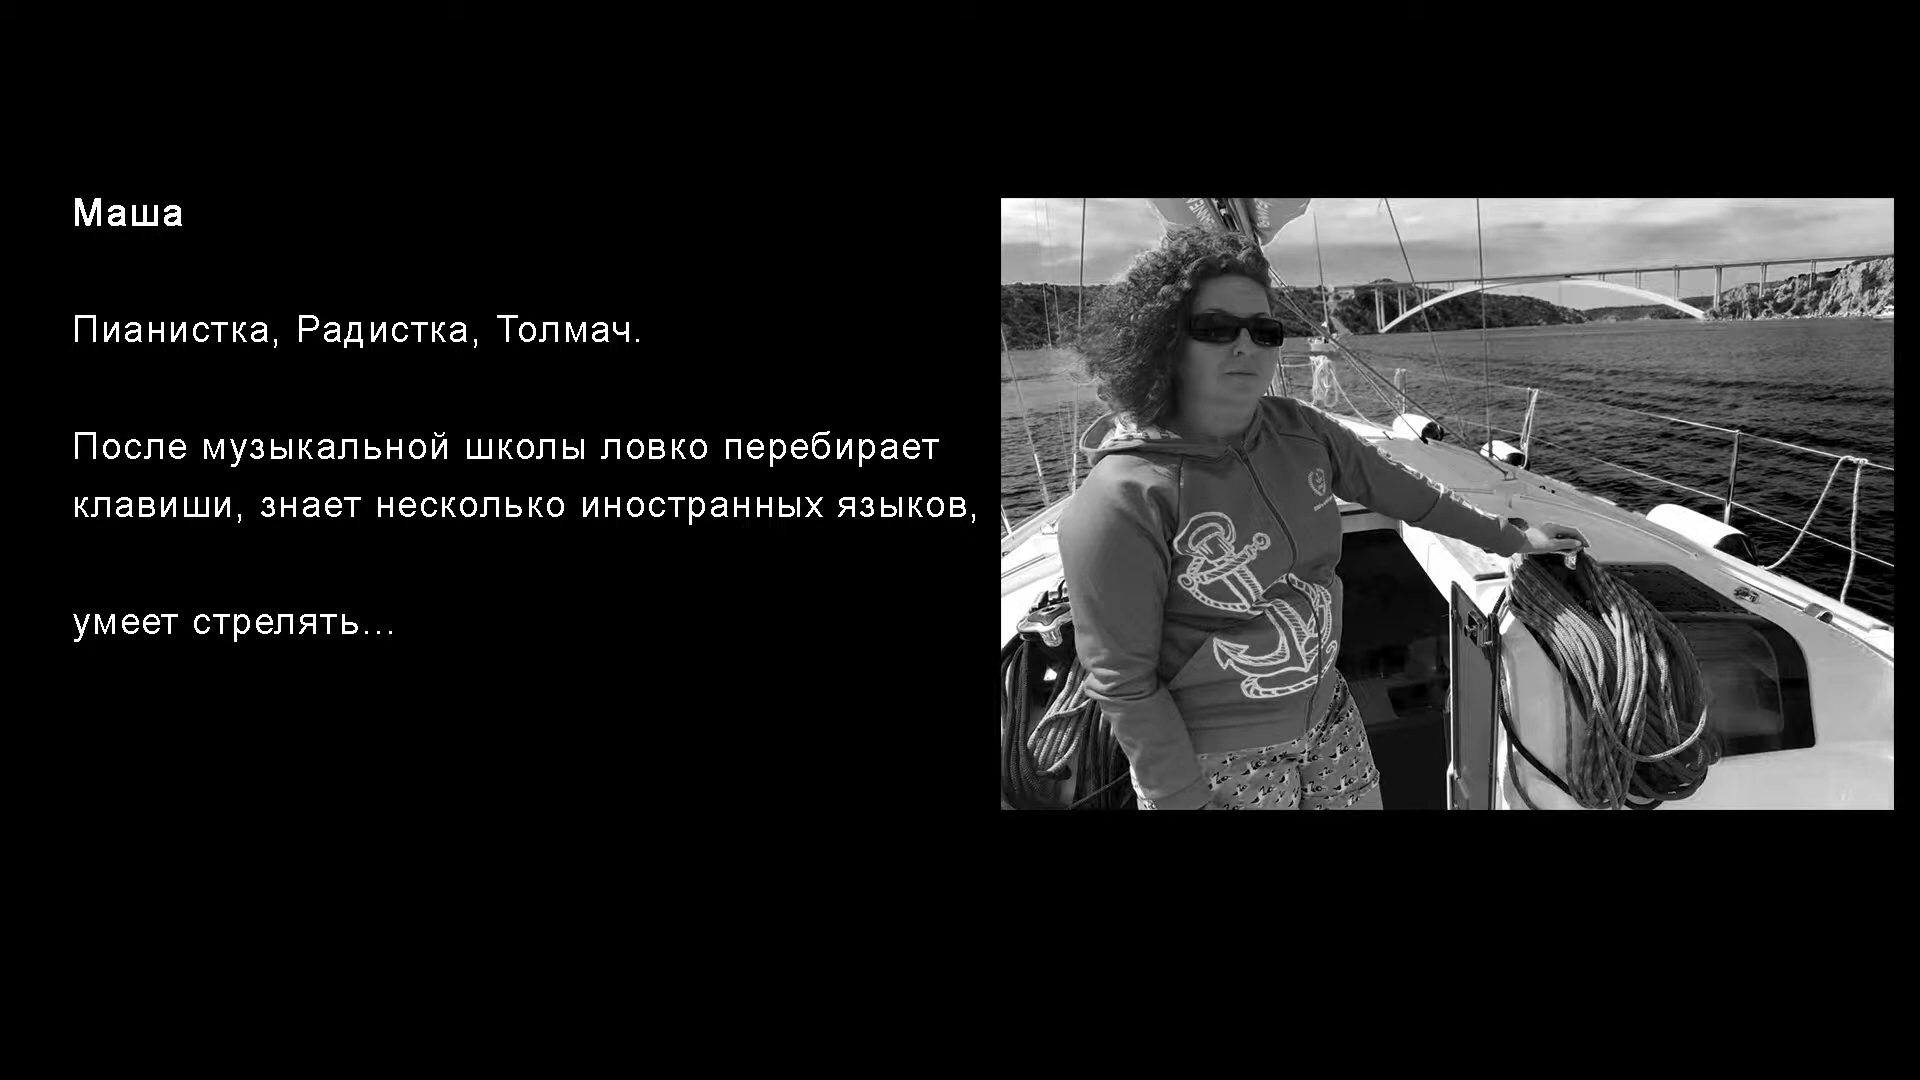 Маша
Пианистка, Радистка, Толмач.
После музыкальной школы ловко перебирает
клавиши, знает несколько иностранных языков,
умеет стрелять...